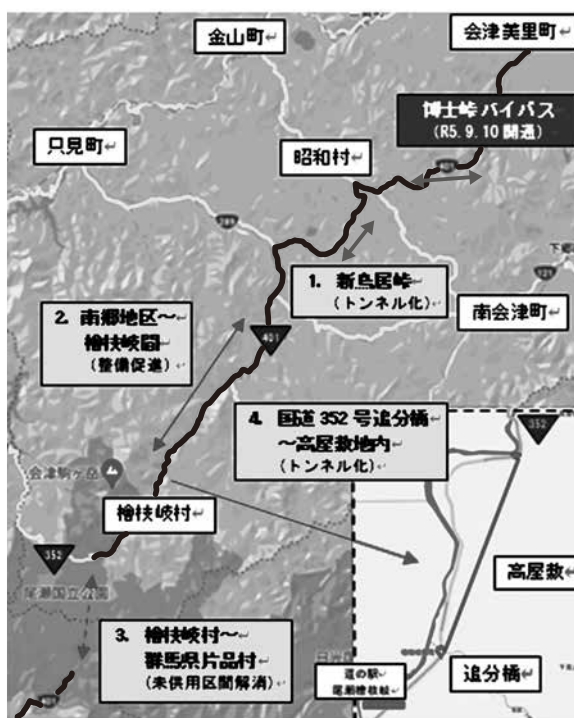 金山町
会津美里町
博士峠バイパス
(R5.9.10開通)
只見町
昭和村
401
289
下郷
1. 新鳥居峠
(トンネル化)
121
南会津町
2. 南郷地区～
檜枝岐間
(整備促進)
401
4. 国道352号追分橋
～高屋敷地内
(トンネル化)
352
会津駒ヶ岳
檜枝岐村
352
尾瀬国立公園
高屋敷
3. 檜枝岐村～
群馬県片品村
(未供用区間解消)
追分橋
道の駅
尾瀬檜枝岐